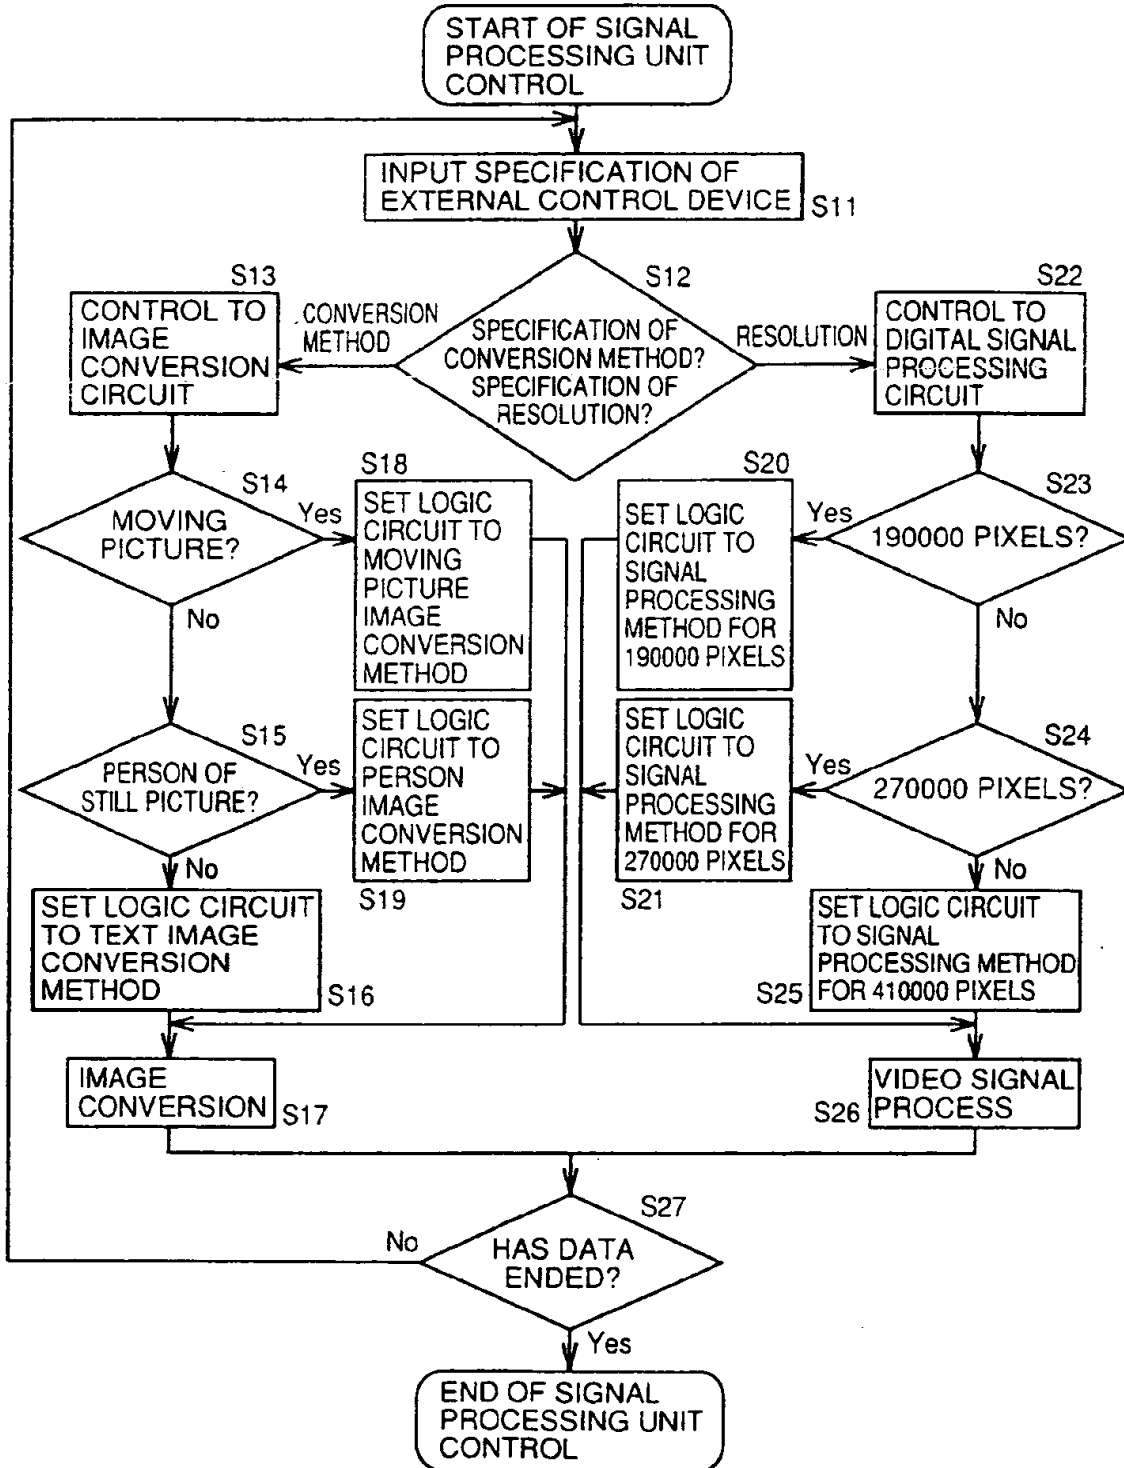 START OF SIGNAL
PROCESSING UNIT
CONTROL
INPUT SPECIFICATION OF
EXTERNAL CONTROL DEVICE
S11
S12
SPECIFICATION OF
CONVERSION METHOD?
SPECIFICATION OF
RESOLUTION?
CONVERSION
METHOD
RESOLUTION
S13
CONTROL TO
IMAGE
CONVERSION
CIRCUIT
S22
CONTROL TO
DIGITAL SIGNAL
PROCESSING
CIRCUIT
S14
MOVING
PICTURE?
Yes
No
S18
SET LOGIC
CIRCUIT TO
MOVING
PICTURE
IMAGE
CONVERSION
METHOD
S20
SET LOGIC
CIRCUIT TO
SIGNAL
PROCESSING
METHOD FOR
190000 PIXELS
S23
190000 PIXELS?
Yes
No
S15
PERSON OF
STILL PICTURE?
Yes
No
SET LOGIC
CIRCUIT TO
PERSON
IMAGE
CONVERSION
METHOD
S19
SET LOGIC
CIRCUIT TO
SIGNAL
PROCESSING
METHOD FOR
270000 PIXELS
S21
S24
270000 PIXELS?
Yes
No
SET LOGIC CIRCUIT
TO TEXT IMAGE
CONVERSION
METHOD
S16
SET LOGIC CIRCUIT
TO SIGNAL
PROCESSING METHOD
FOR 410000 PIXELS
S25
IMAGE
CONVERSION
S17
VIDEO SIGNAL
PROCESS
S26
S27
HAS DATA
ENDED?
No
Yes
END OF SIGNAL
PROCESSING UNIT
CONTROL